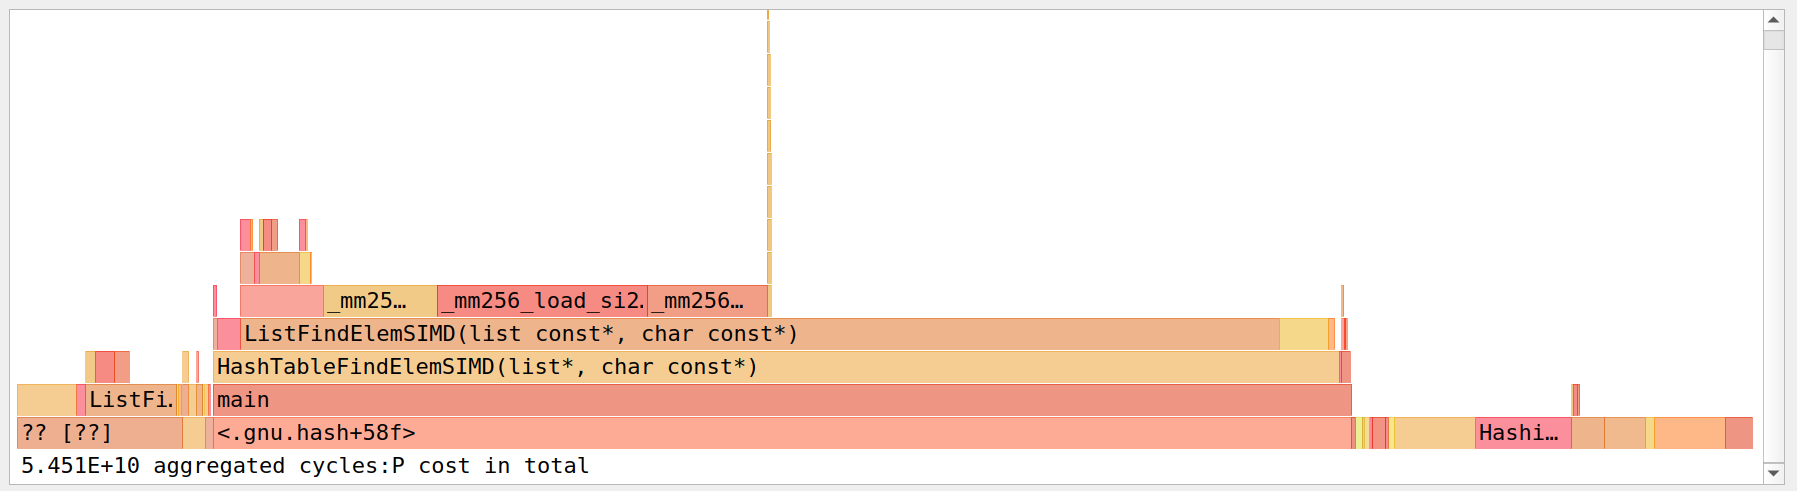 _mm25… _mm256_load_si2… _mm256…
ListFindElemSIMD(list const*, char const*)
HashTableFindElemSIMD(list*, char const*)
ListFi… main
?? [??] <.gnu.hash+58f> Hashi…
5.451E+10 aggregated cycles:P cost in total